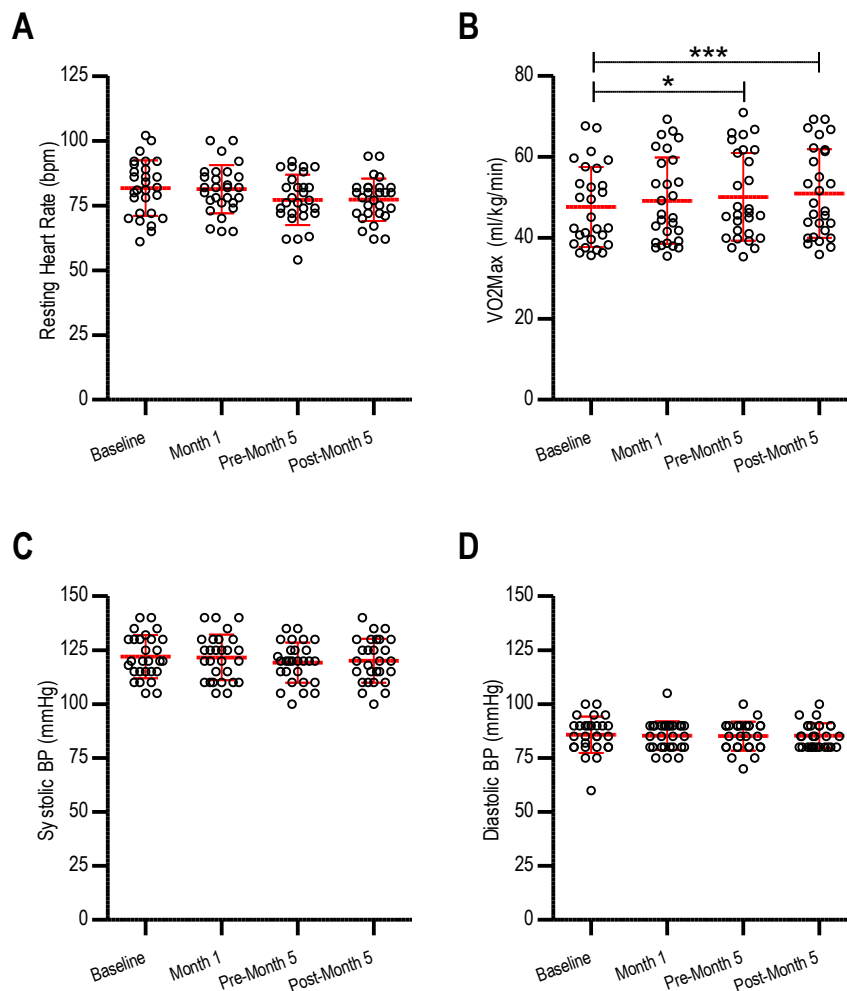 A
Resting Heart Rate (bpm)
125
100
75
50
25
0
Baseline
Month 1
Pre-Month 5
Post-Month 5
B
VO2Max (ml/kg/min)
***
*
80
60
40
20
0
Baseline
Month 1
Pre-Month 5
Post-Month 5
C
Systolic BP (mmHg)
150
125
100
75
50
25
0
Baseline
Month 1
Pre-Month 5
Post-Month 5
D
Diastolic BP (mmHg)
150
125
100
75
50
25
0
Baseline
Month 1
Pre-Month 5
Post-Month 5